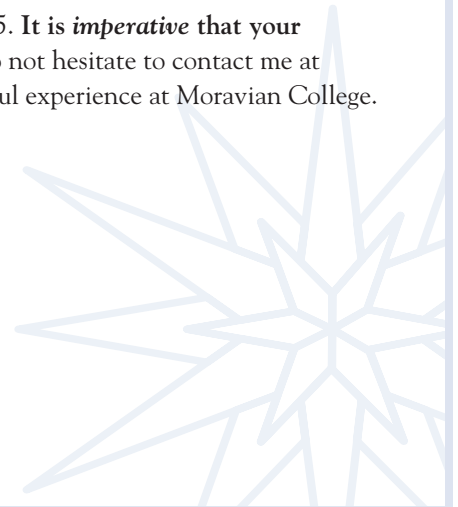 5. It is imperative that your
not hesitate to contact me at
ul experience at Moravian College.